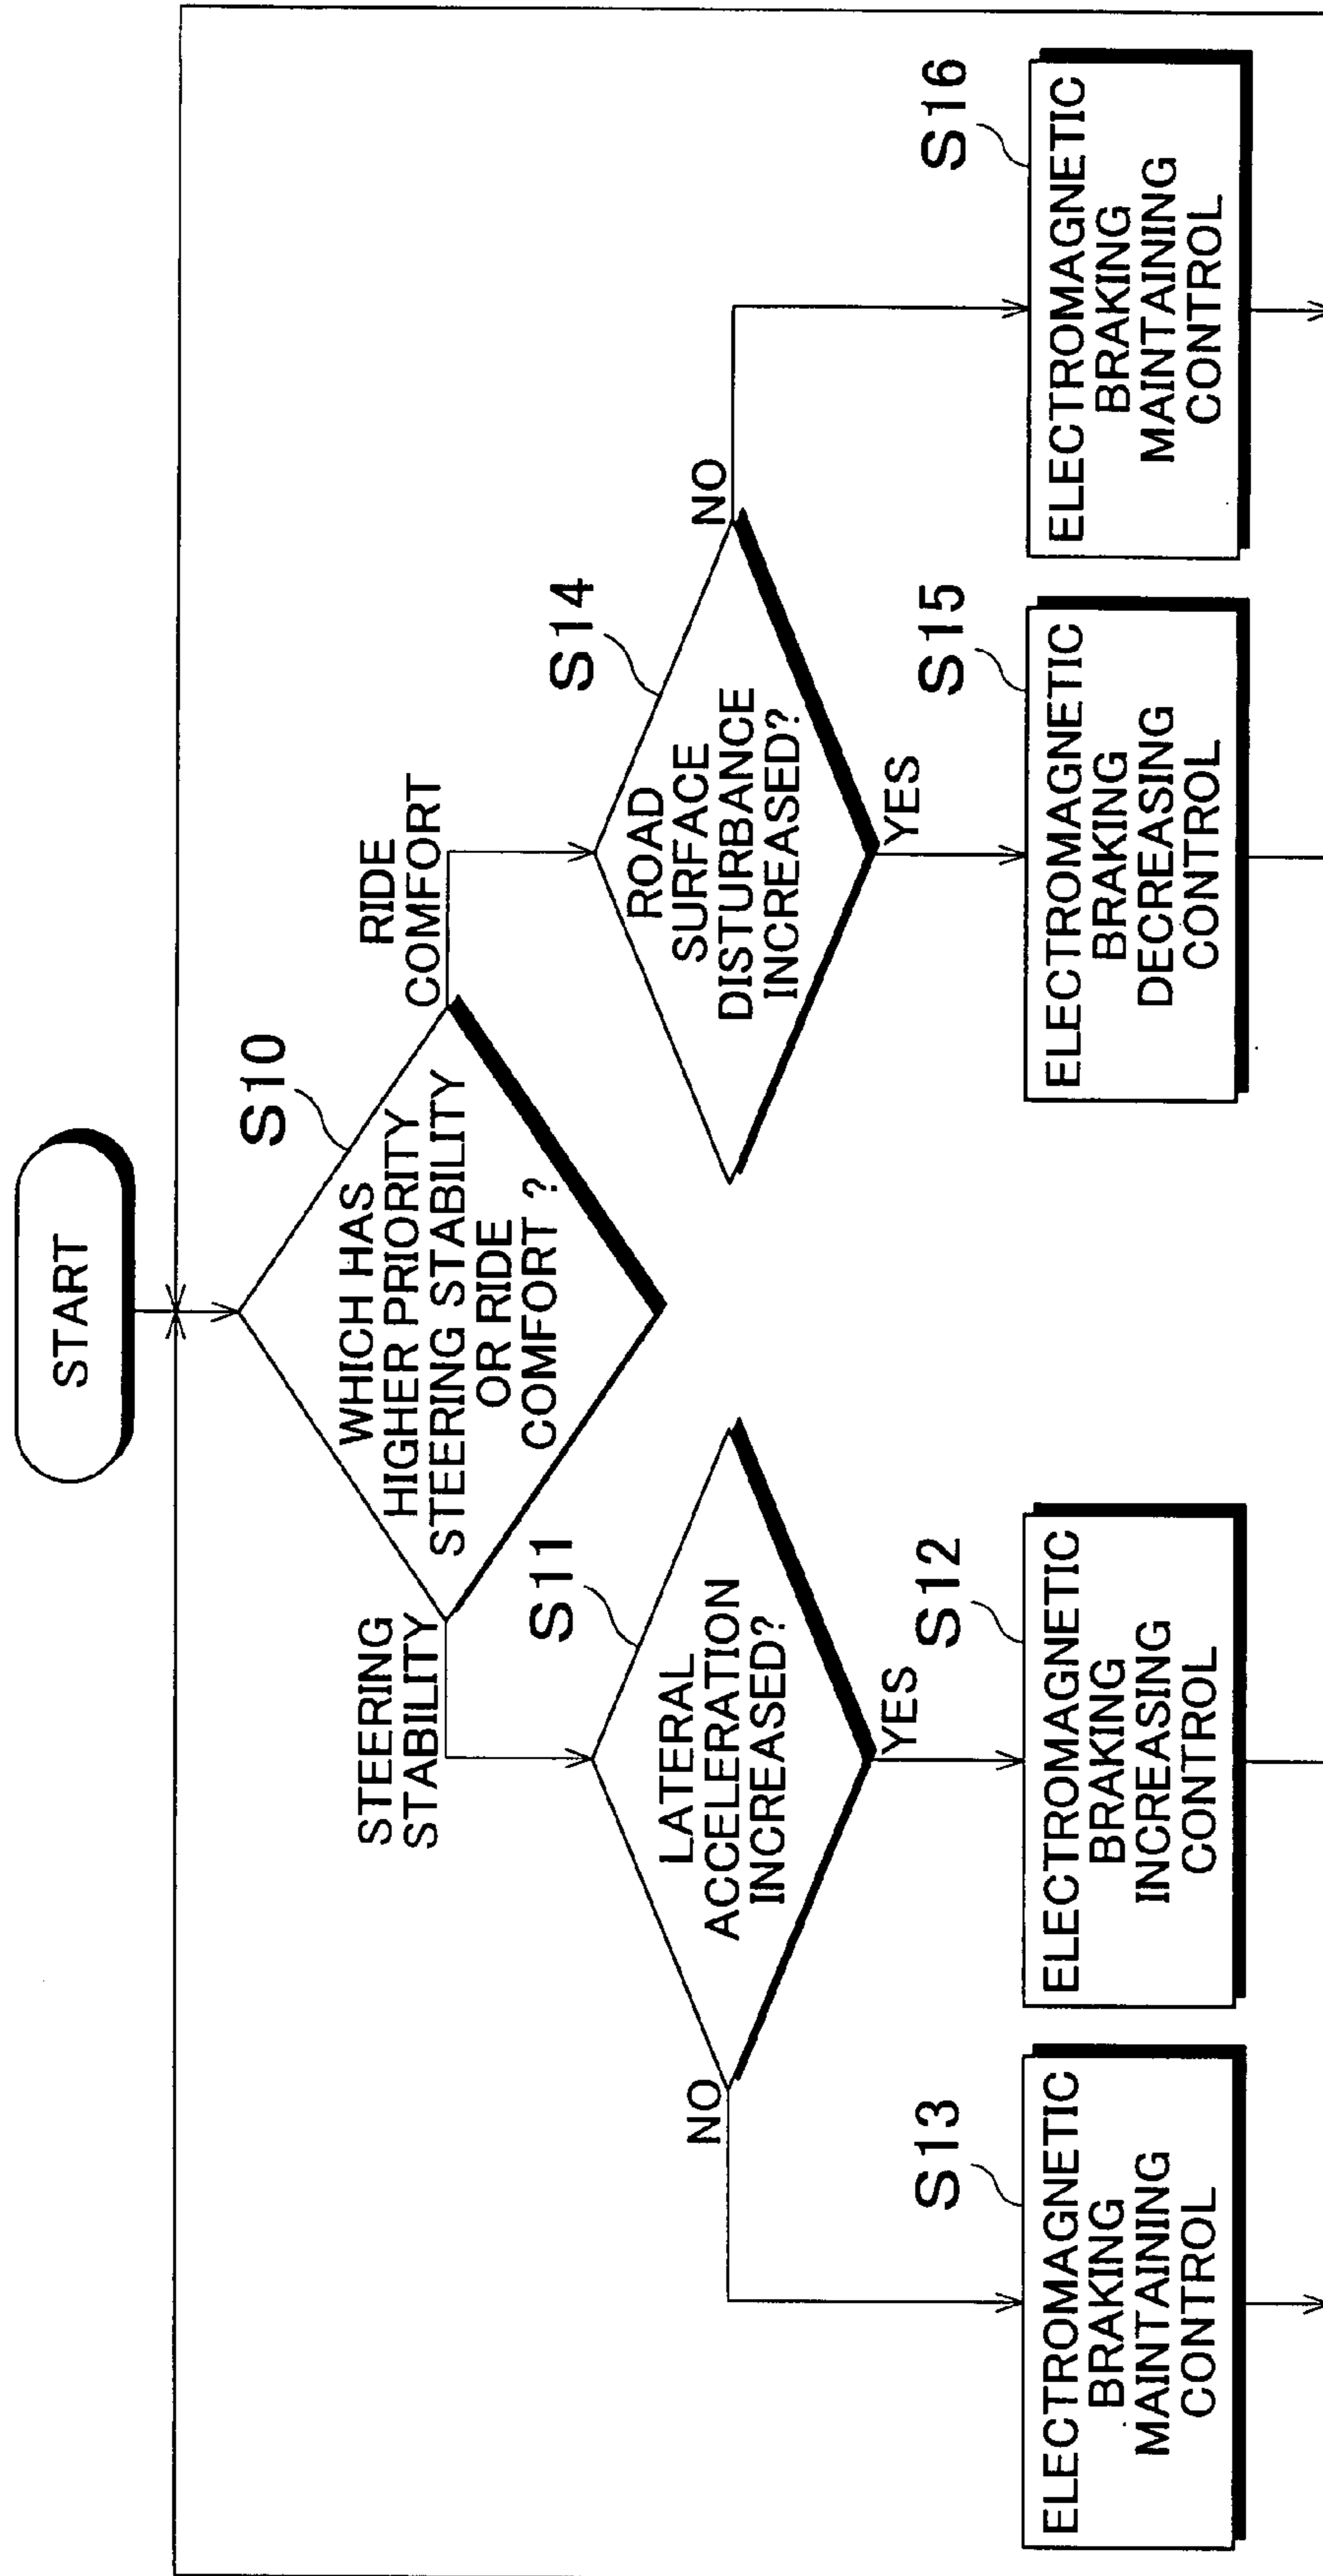 START
S10
WHICH HAS
HIGHER PRIORITY
STEERING STABILITY
OR RIDE
COMFORT ?
STEERING
STABILITY
RIDE
COMFORT
S11
LATERAL
ACCELERATION
INCREASED?
NO
YES
S14
ROAD
SURFACE
DISTURBANCE
INCREASED?
NO
YES
S13
ELECTROMAGNETIC
BRAKING
MAINTAINING
CONTROL
S12
ELECTROMAGNETIC
BRAKING
INCREASING
CONTROL
S15
ELECTROMAGNETIC
BRAKING
DECREASING
CONTROL
S16
ELECTROMAGNETIC
BRAKING
MAINTAINING
CONTROL